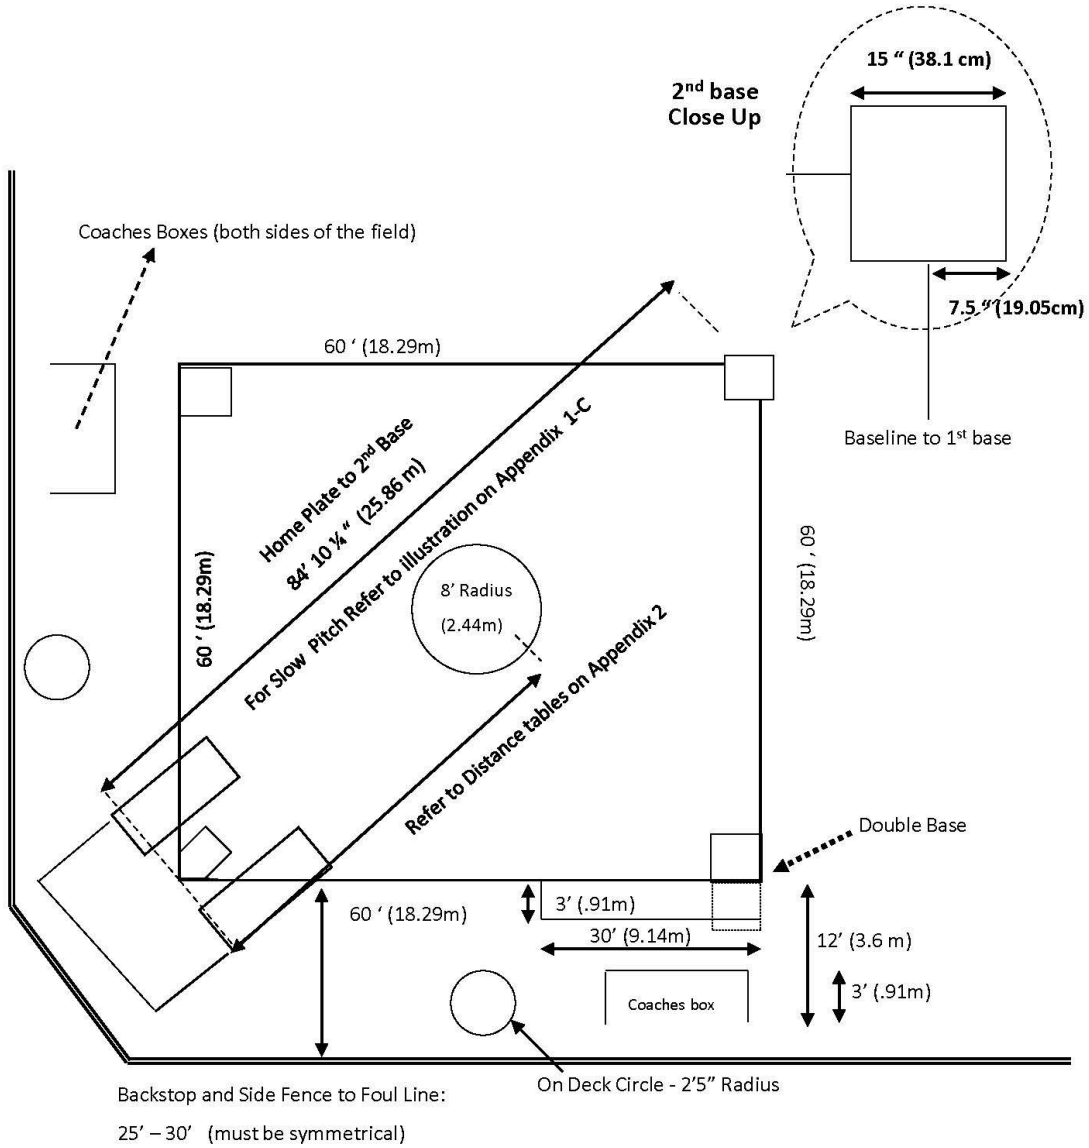 15 “ (38.1 cm)
2nd base
Close Up
Coaches Boxes (both sides of the field)
7.5 “ (19.05cm)
60 ‘ (18.29m)
Baseline to 1st base
Home Plate to 2nd Base
84’ 10 ¼ “ (25.86 m)
For Slow Pitch Refer to illustration on Appendix 1-C
60 ‘ (18.29m)
8’ Radius
(2.44m)
60 ‘ (18.29m)
Refer to Distance tables on Appendix 2
Double Base
60 ‘ (18.29m)
3’ (.91m)
30’ (9.14m)
12’ (3.6 m)
3’ (.91m)
Coaches box
On Deck Circle - 2’5” Radius
Backstop and Side Fence to Foul Line:
25’ – 30’ (must be symmetrical)